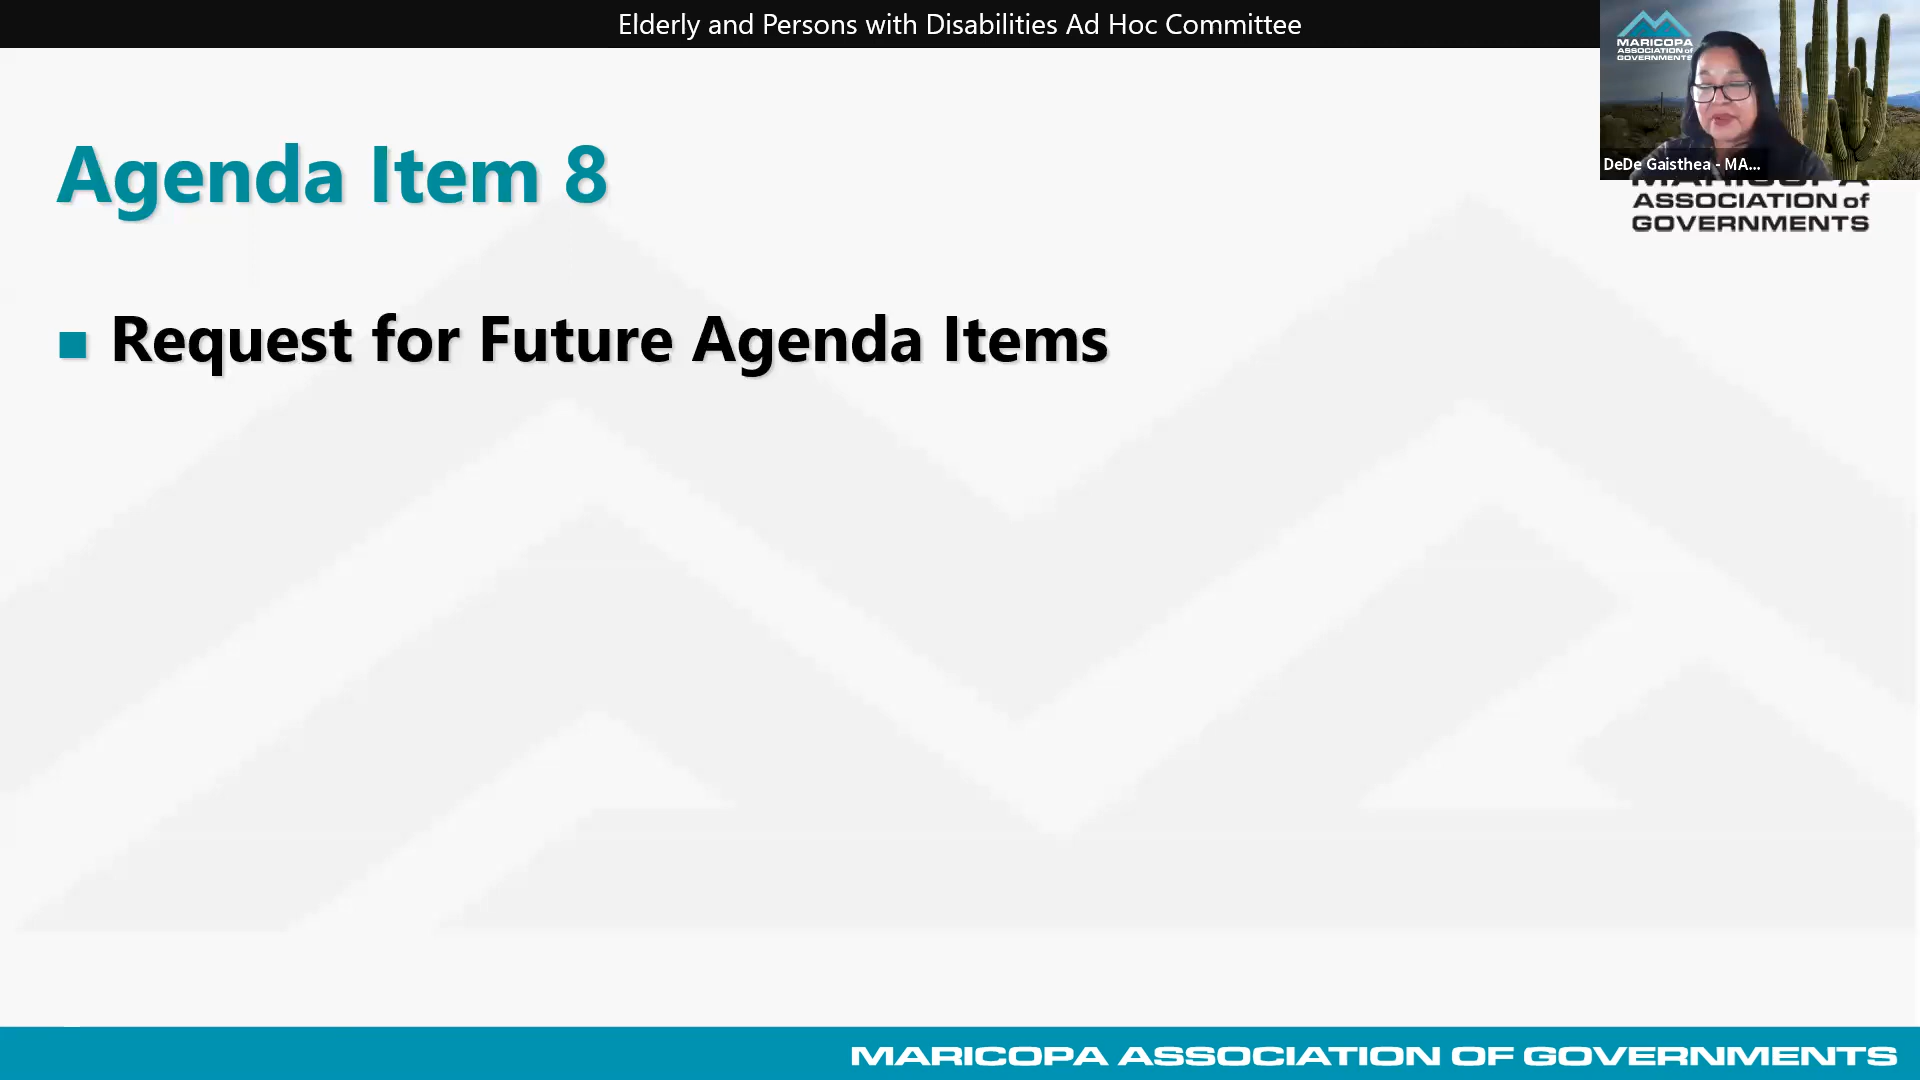 Elderly and Persons with Disabilities Ad Hoc Committee
MARICOPA
ASSOCIATION of
GOVERNMENTS
DeDe Gaisthea - MA...
Agenda Item 8
MARICOPA
ASSOCIATION of
GOVERNMENTS
■ Request for Future Agenda Items
MARICOPA ASSOCIATION OF GOVERNMENTS